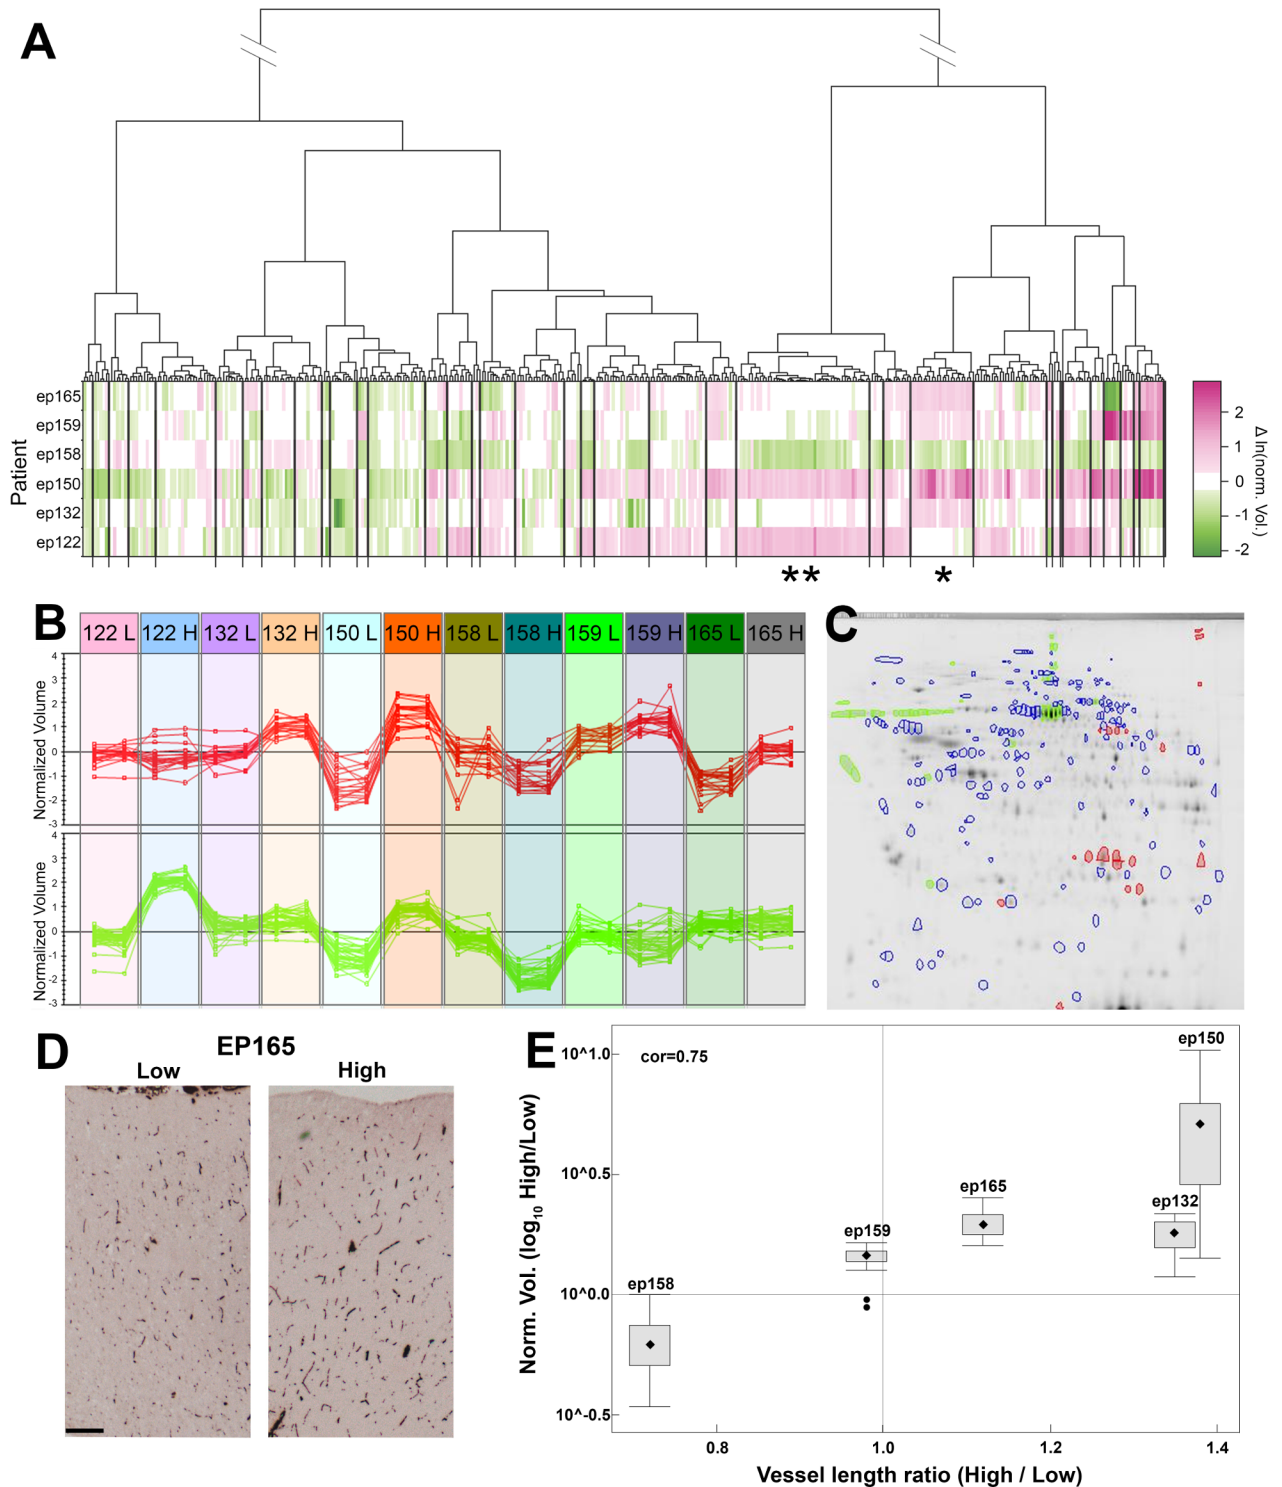 A
ep165
ep159
ep158
ep150
ep132
ep122
Patient
2
1
0
-1
-2
Δ ln(norm. Vol.)
** *
B
122 L 122 H 132 L 132 H 150 L 150 H 158 L 158 H 159 L 159 H 165 L 165 H
4
3
2
1
0
-1
-2
-3
Normalized Volume
4
3
2
1
0
-1
-2
-3
Normalized Volume
C
D
EP165
Low High
E
cor=0.75
10^1.0
10^0.5
10^0.0
10^-0.5
Norm. Vol. (log10 High/Low)
ep158
ep159
ep165
ep132
ep150
0.8 1.0 1.2 1.4
Vessel length ratio (High / Low)